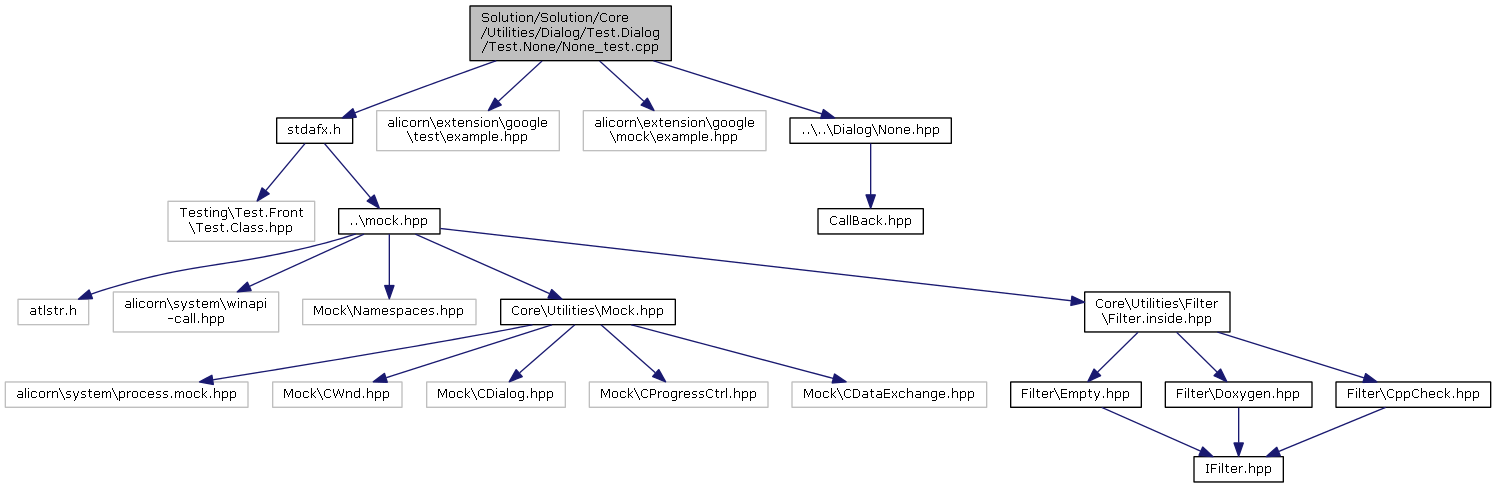 Solution/Solution/Core
/Utilities/Dialog/Test.Dialog
/Test.None/None_test.cpp
stdafx.h
alicorn\extension\google
\test\example.hpp
alicorn\extension\google
\mock\example.hpp
..\..\Dialog\None.hpp
Testing\Test.Front
\Test.Class.hpp
..\mock.hpp
CallBack.hpp
atlstr.h
alicorn\system\winapi
-call.hpp
Mock\Namespaces.hpp
Core\Utilities\Mock.hpp
Core\Utilities\Filter
\Filter.inside.hpp
alicorn\system\process.mock.hpp
Mock\CWnd.hpp
Mock\CDialog.hpp
Mock\CProgressCtrl.hpp
Mock\CDataExchange.hpp
Filter\Empty.hpp
Filter\Doxygen.hpp
Filter\CppCheck.hpp
IFilter.hpp